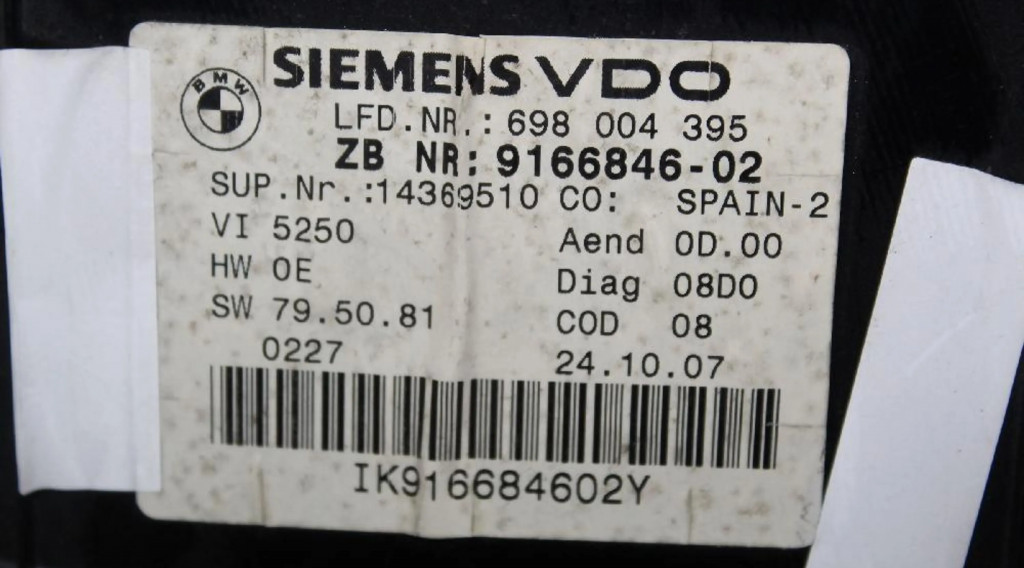 BMW
SIEMENS VDO
LFD.NR.: 698 004 395
ZB NR: 9166846-02
SUP.Nr.:14369510 CO: SPAIN-2
VI 5250 Aend 0D.00
HW 0E Diag 08D0
SW 79.50.81 COD 08
0227 24.10.07
IK916684602Y